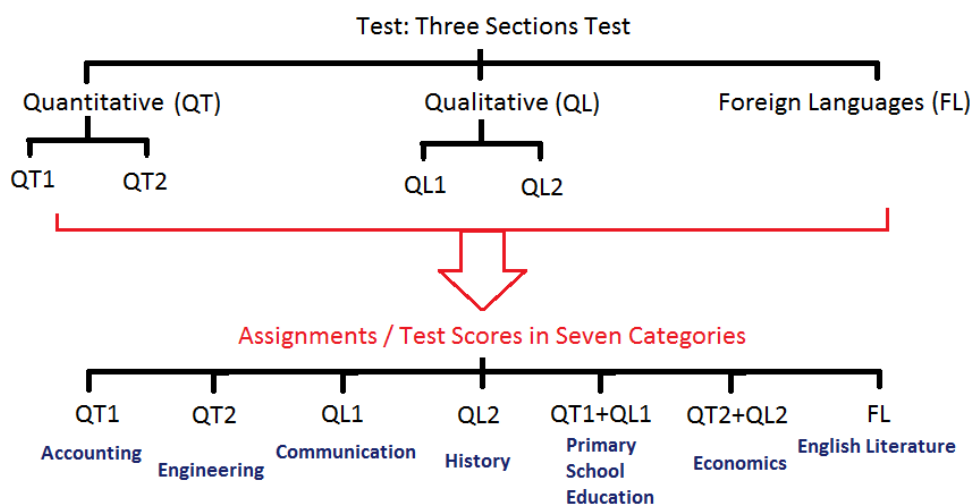 Test: Three Sections Test
Quantitative (QT)
Qualitative (QL)
Foreign Languages (FL)
QT1
QT2
QL1
QL2
Assignments / Test Scores in Seven Categories
QT1
QT2
QL1
QL2
QT1+QL1
QT2+QL2
FL
Accounting
Engineering
Communication
History
Primary
School
Education
Economics
English Literature